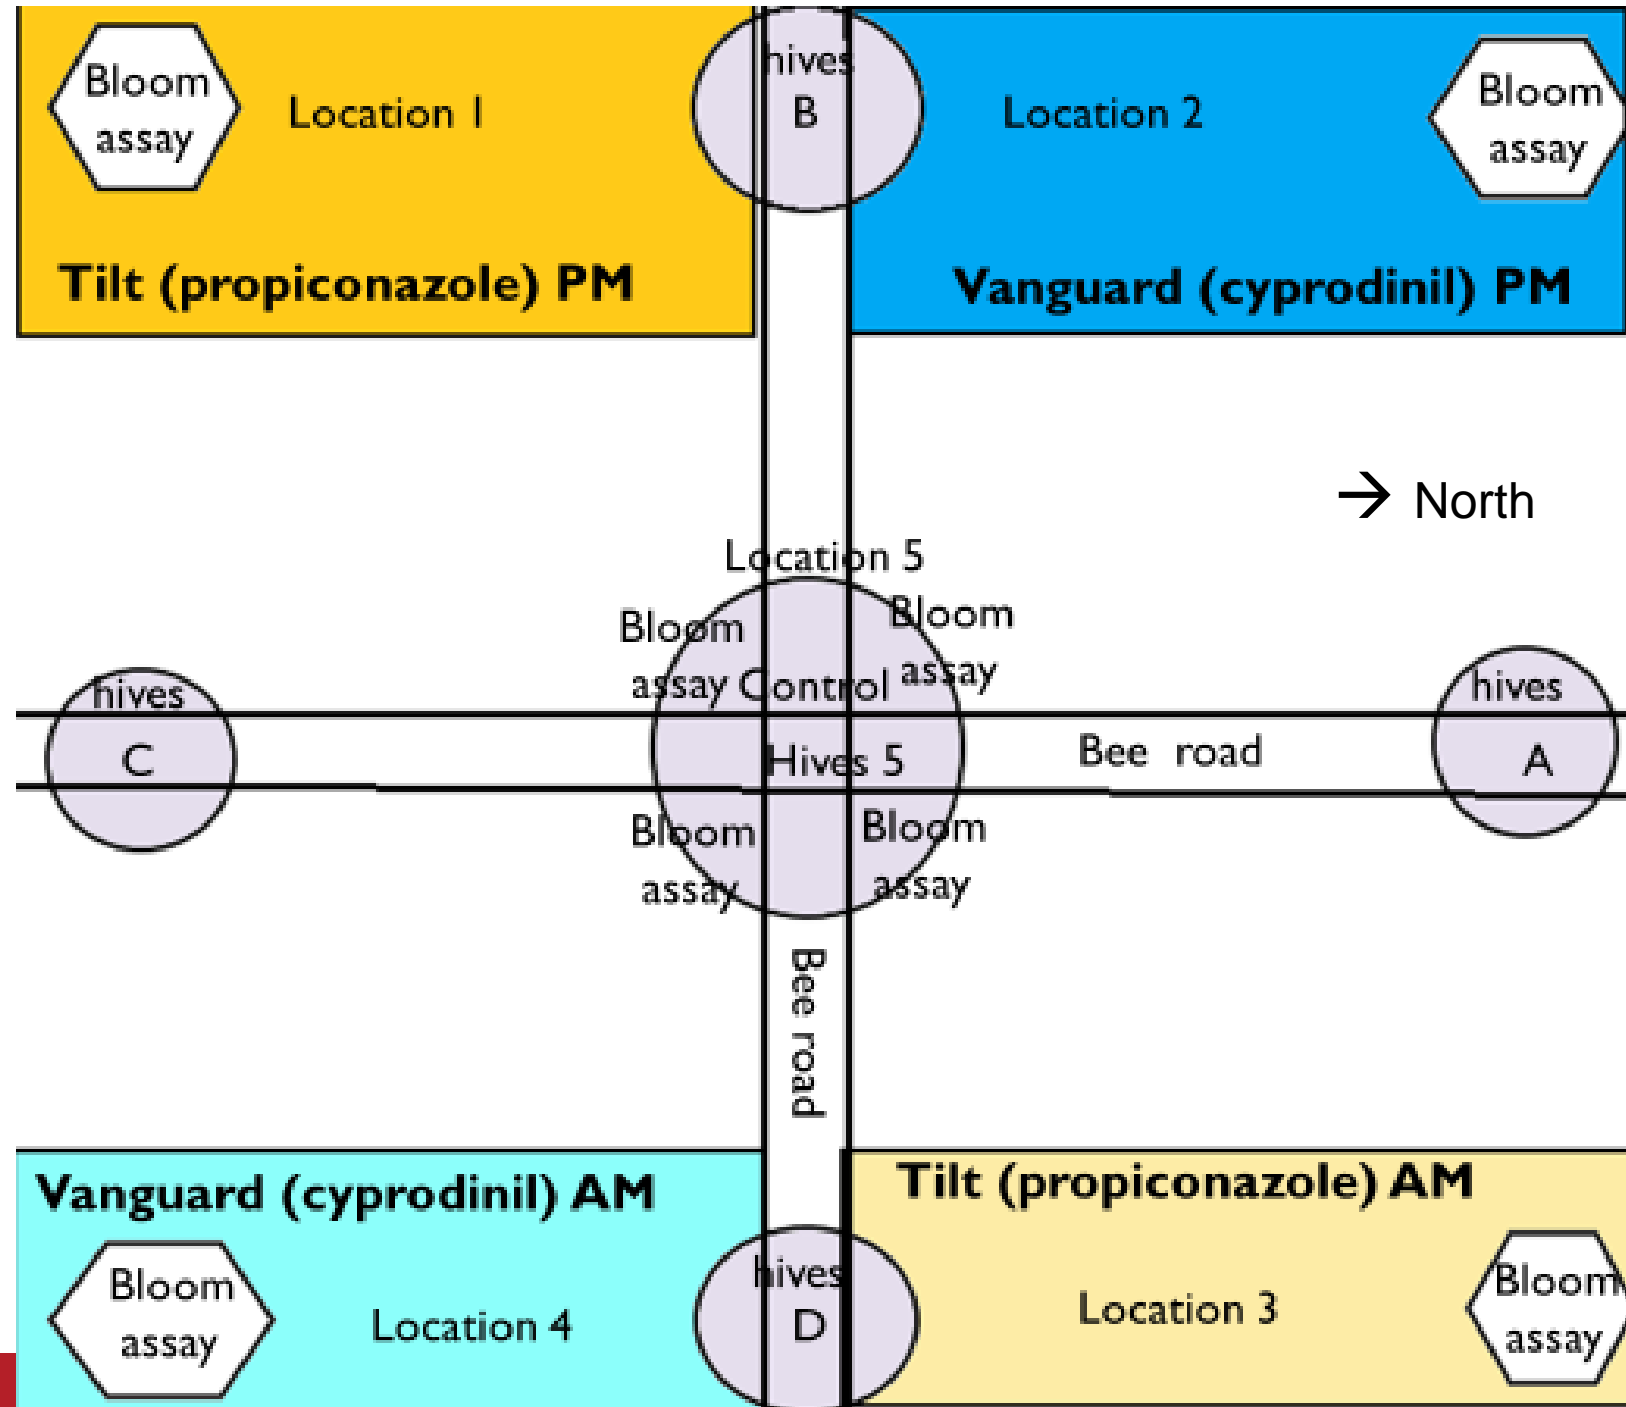 Bloom
assay
Location 1
Tilt (propiconazole) PM
hives
B
Location 2
Bloom
assay
Vanguard (cyprodinil) PM
→ North
Location 5
Bloom
assay
Bloom
assay
Control
Hives 5
hives
C
Bee road
hives
A
Bloom
assay
Bloom
assay
Bee road
Vanguard (cyprodinil) AM
Bloom
assay
Location 4
hives
D
Tilt (propiconazole) AM
Location 3
Bloom
assay